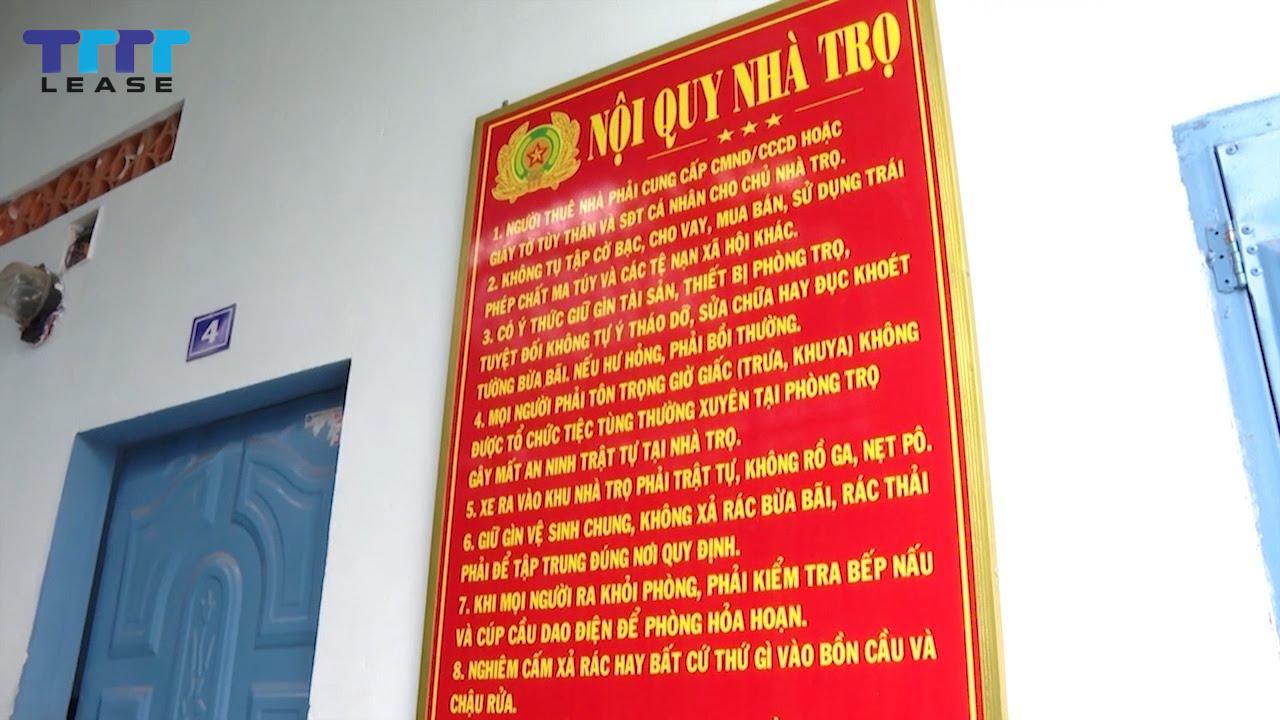 TTTT
LEASE
4
NỘI QUY NHÀ TRỌ
1. NGƯỜI THUÊ NHÀ PHẢI CUNG CẤP CMND/CCCD HOẶC
GIẤY TỜ TÙY THÂN VÀ SĐT CÁ NHÂN CHO CHỦ NHÀ TRỌ.
2. KHÔNG TỤ TẬP CỜ BẠC, CHO VAY, MUA BÁN, SỬ DỤNG TRÁI
PHÉP CHẤT MA TÚY VÀ CÁC TỆ NẠN XÃ HỘI KHÁC.
3. CÓ Ý THỨC GIỮ GÌN TÀI SẢN, THIẾT BỊ PHÒNG TRỌ,
TUYỆT ĐỐI KHÔNG TỰ Ý THÁO DỠ, SỬA CHỮA HAY ĐỤC KHOÉT
TƯỜNG BỪA BÃI. NẾU HƯ HỎNG, PHẢI BỒI THƯỜNG.
4. MỌI NGƯỜI PHẢI TÔN TRỌNG GIỜ GIẤC (TRƯA, KHUYA) KHÔNG
ĐƯỢC TỔ CHỨC TIỆC TÙNG THƯỜNG XUYÊN TẠI PHÒNG TRỌ
GÂY MẤT AN NINH TRẬT TỰ TẠI NHÀ TRỌ.
5. XE RA VÀO KHU NHÀ TRỌ PHẢI TRẬT TỰ, KHÔNG RỒ GA, NẸT PÔ.
6. GIỮ GÌN VỆ SINH CHUNG, KHÔNG XẢ RÁC BỪA BÃI, RÁC THẢI
PHẢI ĐỂ TẬP TRUNG ĐÚNG NƠI QUY ĐỊNH.
7. KHI MỌI NGƯỜI RA KHỎI PHÒNG, PHẢI KIỂM TRA BẾP NẤU
VÀ CÚP CẦU DAO ĐIỆN ĐỂ PHÒNG HỎA HOẠN.
8. NGHIÊM CẤM XẢ RÁC HAY BẤT CỨ THỨ GÌ VÀO BỒN CẦU VÀ
CHẬU RỬA.